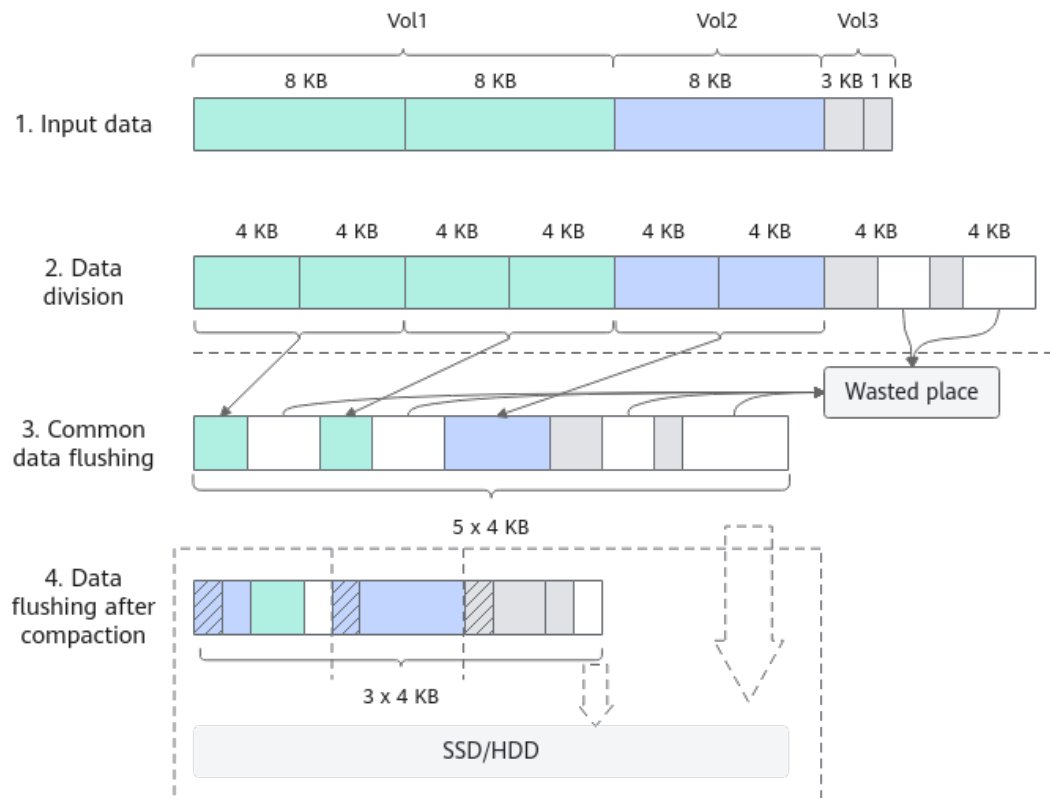 Vol1
Vol2
Vol3
8 KB
8 KB
8 KB
3 KB
1 KB
1. Input data
4 KB
4 KB
4 KB
4 KB
4 KB
4 KB
4 KB
4 KB
2. Data
division
Wasted place
3. Common
data flushing
5 x 4 KB
4. Data
flushing after
compaction
3 x 4 KB
SSD/HDD